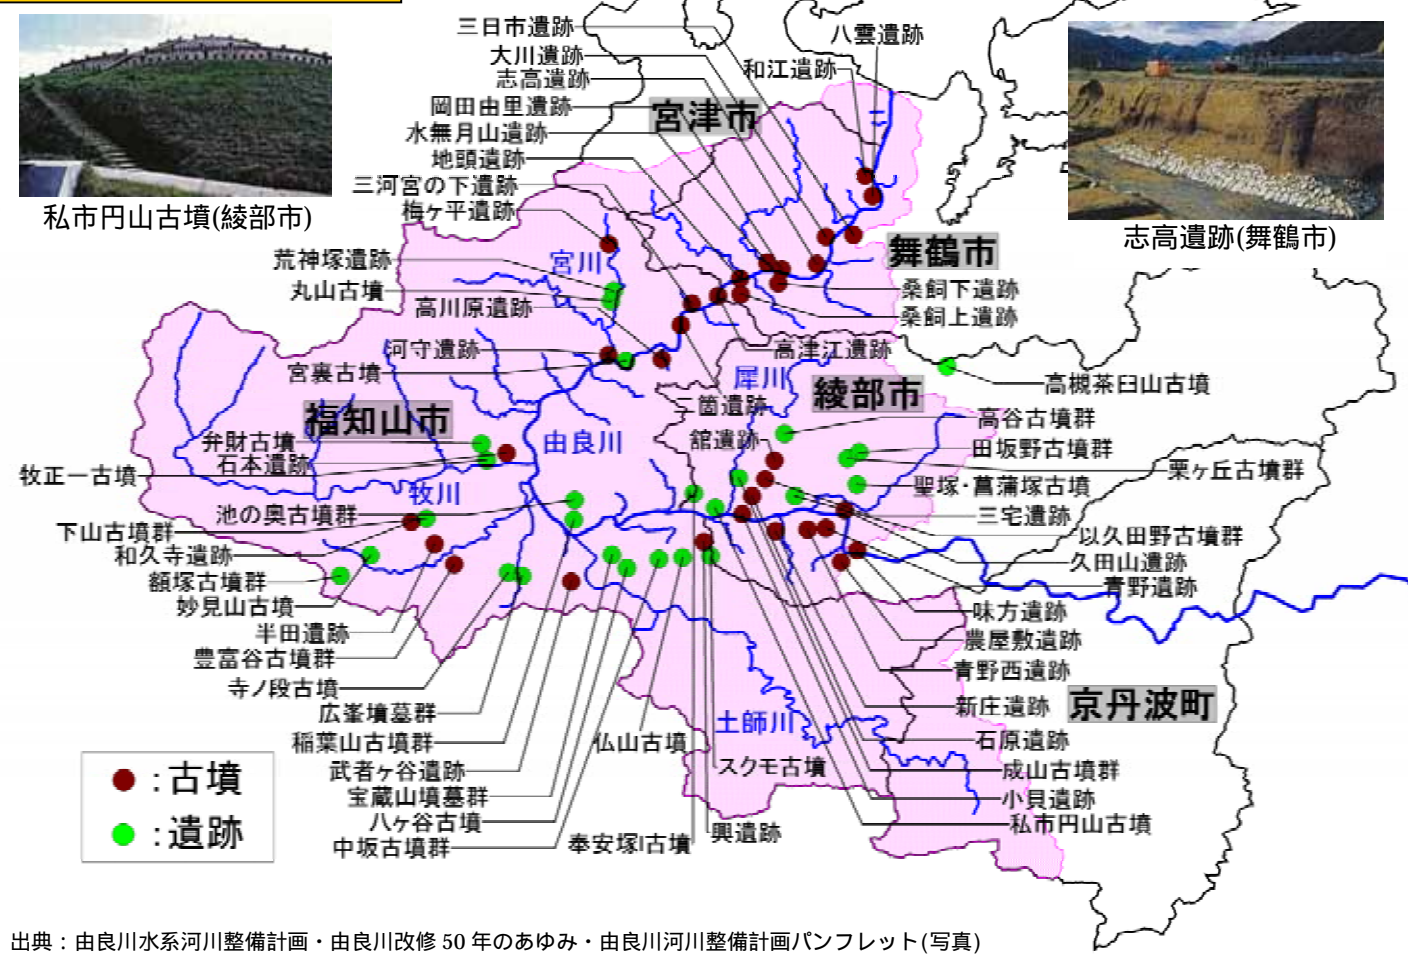 三日市遺跡
大川遺跡
志高遺跡
岡田由里遺跡
水無月山遺跡
地頭遺跡
三河宮の下遺跡
梅ヶ平遺跡
荒神塚遺跡
丸山古墳
高川原遺跡
河守遺跡
宮裏古墳
八雲遺跡
和江遺跡
宮津市
私市円山古墳(綾部市)
志高遺跡(舞鶴市)
舞鶴市
宮川
桑飼下遺跡
桑飼上遺跡
高津江遺跡
犀川
綾部市
高槻茶臼山古墳
三箇遺跡
舘遺跡
高谷古墳群
田坂野古墳群
栗ヶ丘古墳群
聖塚・菖蒲塚古墳
三宅遺跡
以久田野古墳群
久田山遺跡
青野遺跡
味方遺跡
農屋敷遺跡
青野西遺跡
新庄遺跡
京丹波町
石原遺跡
成山古墳群
小貝遺跡
私市円山古墳
福知山市
由良川
弁財古墳
石本遺跡
牧正一古墳
牧川
池の奥古墳群
下山古墳群
和久寺遺跡
額塚古墳群
妙見山古墳
半田遺跡
豊富谷古墳群
寺ノ段古墳
広峯墳墓群
稲葉山古墳群
武者ヶ谷遺跡
宝蔵山墳墓群
八ヶ谷古墳
中坂古墳群
仏山古墳
土師川
スクモ古墳
奉安塚古墳
興遺跡
:古墳
:遺跡
出典：由良川水系河川整備計画・由良川改修 50 年のあゆみ・由良川河川整備計画パンフレット(写真)